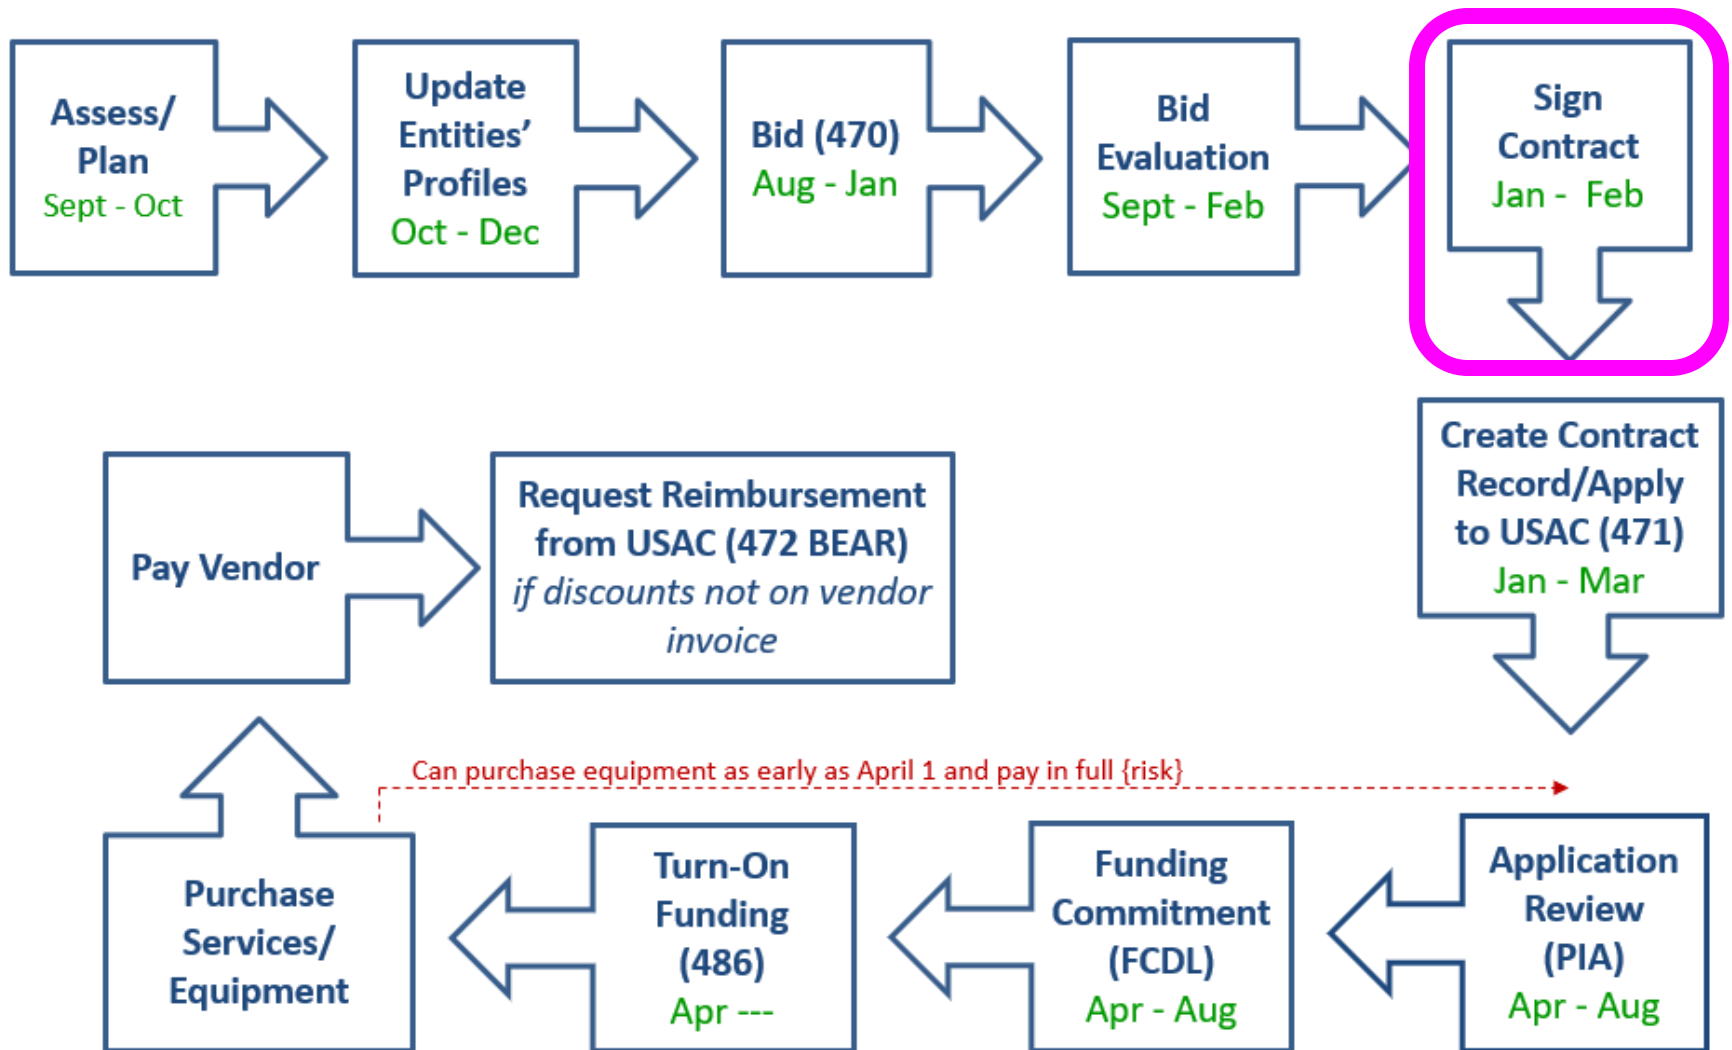 Assess/
Plan
Sept - Oct
Update
Entities’
Profiles
Oct - Dec
Bid (470)
Aug - Jan
Bid
Evaluation
Sept - Feb
Sign
Contract
Jan -  Feb
Create Contract
Record/Apply
to USAC (471)
Jan - Mar
Application
Review
(PIA)
Apr - Aug
Funding
Commitment
(FCDL)
Apr - Aug
Turn-On
Funding
(486)
Apr ---
Can purchase equipment as early as April 1 and pay in full {risk}
Purchase
Services/
Equipment
Pay Vendor
Request Reimbursement
from USAC (472 BEAR)
if discounts not on vendor
invoice